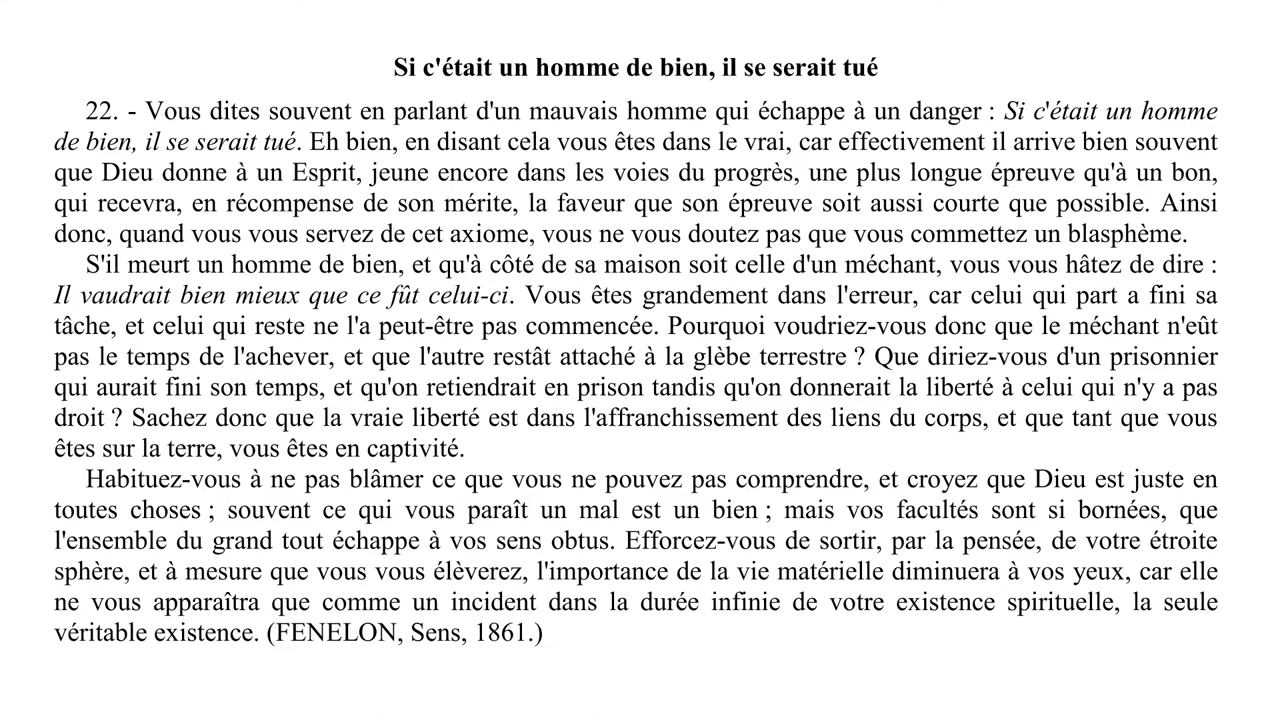 Si c'était un homme de bien, il se serait tué
22. - Vous dites souvent en parlant d'un mauvais homme qui échappe à un danger : Si c'était un homme
de bien, il se serait tué. Eh bien, en disant cela vous êtes dans le vrai, car effectivement il arrive bien souvent
que Dieu donne à un Esprit, jeune encore dans les voies du progrès, une plus longue épreuve qu'à un bon,
qui recevra, en récompense de son mérite, la faveur que son épreuve soit aussi courte que possible. Ainsi
donc, quand vous vous servez de cet axiome, vous ne vous doutez pas que vous commettez un blasphème.
S'il meurt un homme de bien, et qu'à côté de sa maison soit celle d'un méchant, vous vous hâtez de dire :
Il vaudrait bien mieux que ce fût celui-ci. Vous êtes grandement dans l'erreur, car celui qui part a fini sa
tâche, et celui qui reste ne l'a peut-être pas commencée. Pourquoi voudriez-vous donc que le méchant n'eût
pas le temps de l'achever, et que l'autre restât attaché à la glèbe terrestre ? Que diriez-vous d'un prisonnier
qui aurait fini son temps, et qu'on retiendrait en prison tandis qu'on donnerait la liberté à celui qui n'y a pas
droit ? Sachez donc que la vraie liberté est dans l'affranchissement des liens du corps, et que tant que vous
êtes sur la terre, vous êtes en captivité.
Habituez-vous à ne pas blâmer ce que vous ne pouvez pas comprendre, et croyez que Dieu est juste en
toutes choses ; souvent ce qui vous paraît un mal est un bien ; mais vos facultés sont si bornées, que
l'ensemble du grand tout échappe à vos sens obtus. Efforcez-vous de sortir, par la pensée, de votre étroite
sphère, et à mesure que vous vous élèverez, l'importance de la vie matérielle diminuera à vos yeux, car elle
ne vous apparaîtra que comme un incident dans la durée infinie de votre existence spirituelle, la seule
véritable existence. (FENELON, Sens, 1861.)